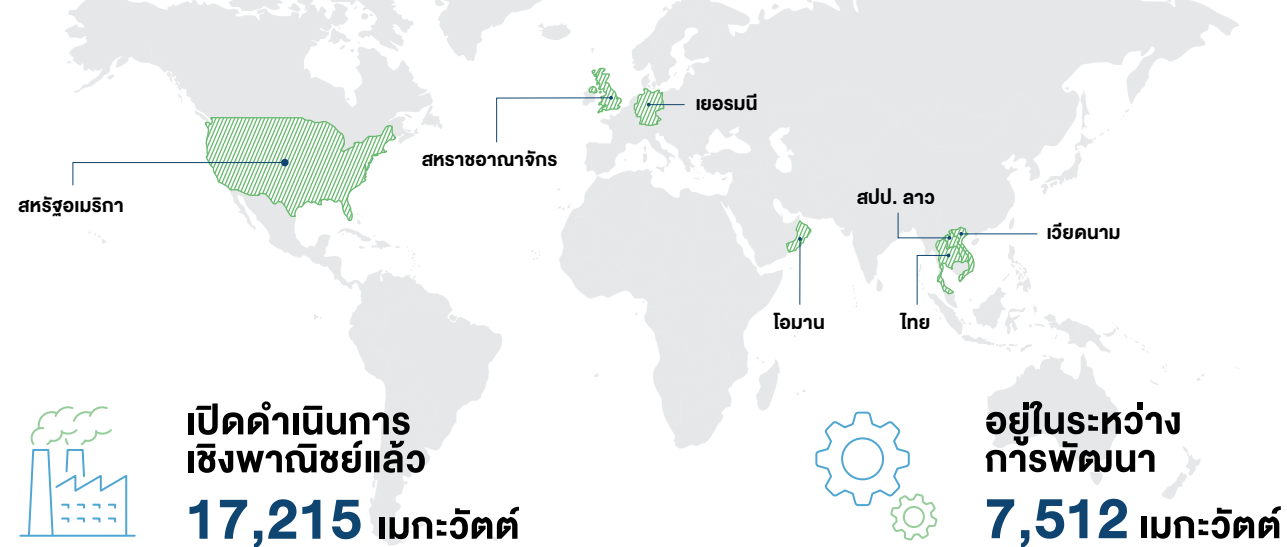 เยอรมนี
สหราชอาณาจักร
สหรัฐอเมริกา
สปป. ลาว
เวียดนาม
โอมาน
ไทย
เปิดดำเนินการ
เชิงพาณิชย์แล้ว
17,215 เมกะวัตต์
อยู่ในระหว่าง
การพัฒนา
7,512 เมกะวัตต์